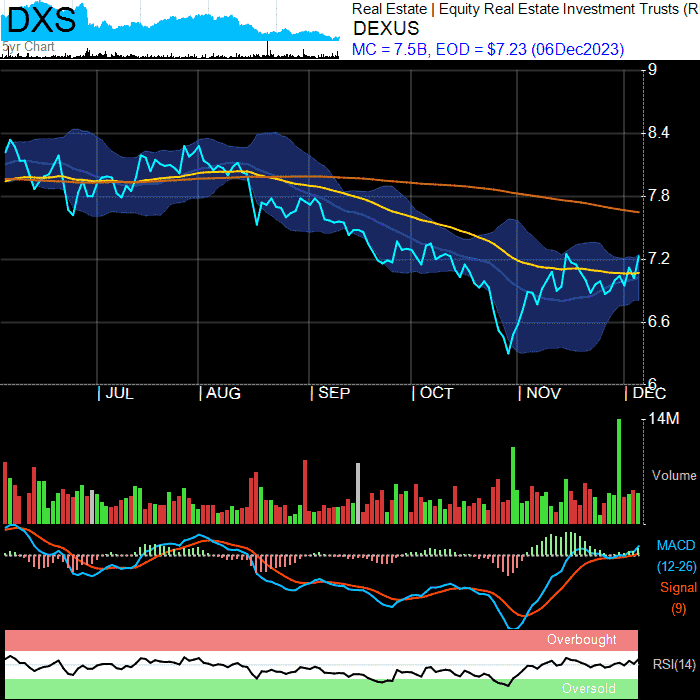 DXS
5yr Chart
Real Estate | Equity Real Estate Investment Trusts (R
DEXUS
MC = 7.5B, EOD = $7.23 (06Dec2023)
9
8.4
7.8
7.2
6.6
6
| JUL | AUG | SEP | OCT | NOV | DEC
14M
Volume
MACD
(12-26)
Signal
(9)
Overbought
RSI(14)
Oversold